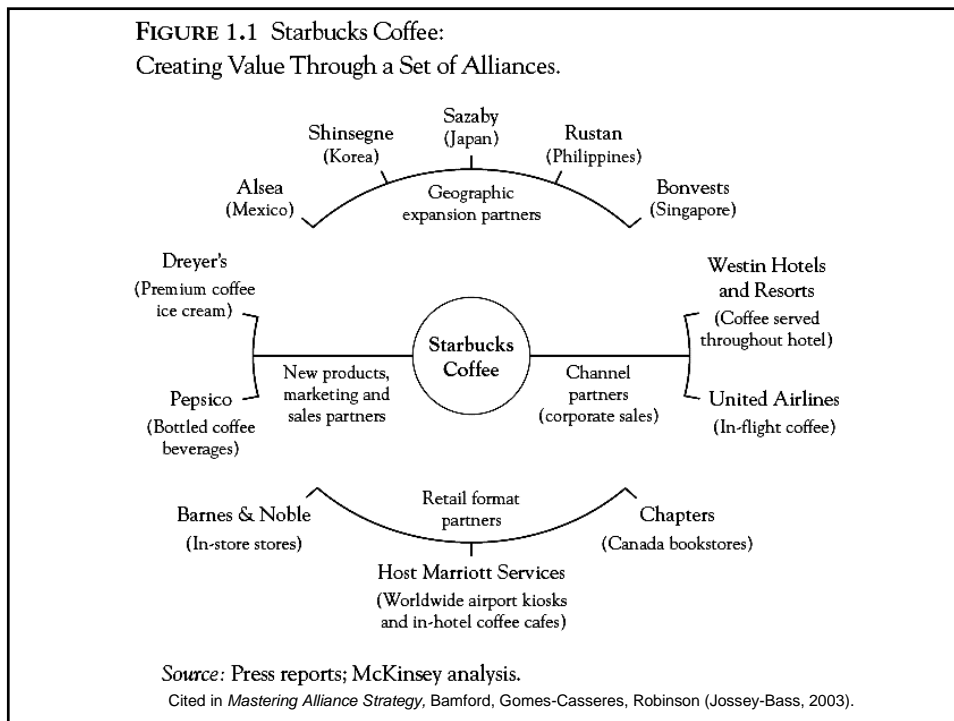 FIGURE 1.1 Starbucks Coffee:
Creating Value Through a Set of Alliances.
Sazaby
(Japan)
Shinsegne
(Korea)
Rustan
(Philippines)
Alsea
(Mexico)
Geographic
expansion partners
Bonvests
(Singapore)
Dreyer's
(Premium coffee
ice cream)
Westin Hotels
and Resorts
(Coffee served
throughout hotel)
Starbucks
Coffee
New products,
marketing and
sales partners
Channel
partners
(corporate sales)
Pepsico
(Bottled coffee
beverages)
United Airlines
(In-flight coffee)
Barnes & Noble
(In-store stores)
Retail format
partners
Chapters
(Canada bookstores)
Host Marriott Services
(Worldwide airport kiosks
and in-hotel coffee cafes)
Source: Press reports; McKinsey analysis.
Cited in Mastering Alliance Strategy, Bamford, Gomes-Casseres, Robinson (Jossey-Bass, 2003).